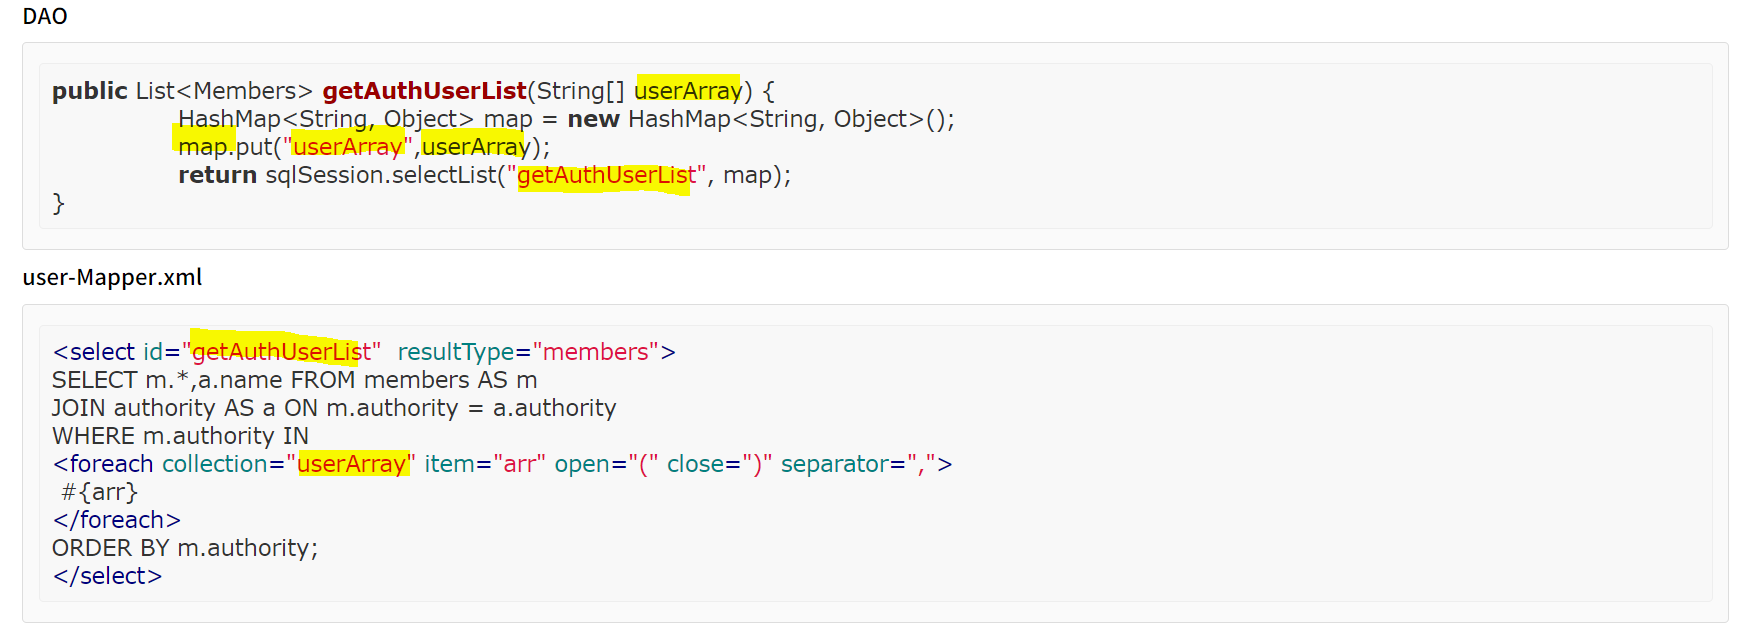 DAO
public List<Members> getAuthUserList(String[] userArray) {
HashMap<String, Object> map = new HashMap<String, Object>();
map.put("userArray",userArray);
return sqlSession.selectList("getAuthUserList", map);
}
user-Mapper.xml
<select id="getAuthUserList"  resultType="members">
SELECT m.*,a.name FROM members AS m
JOIN authority AS a ON m.authority = a.authority
WHERE m.authority IN
<foreach collection="userArray" item="arr" open="(" close=")" separator=",">
#{arr}
</foreach>
ORDER BY m.authority;
</select>